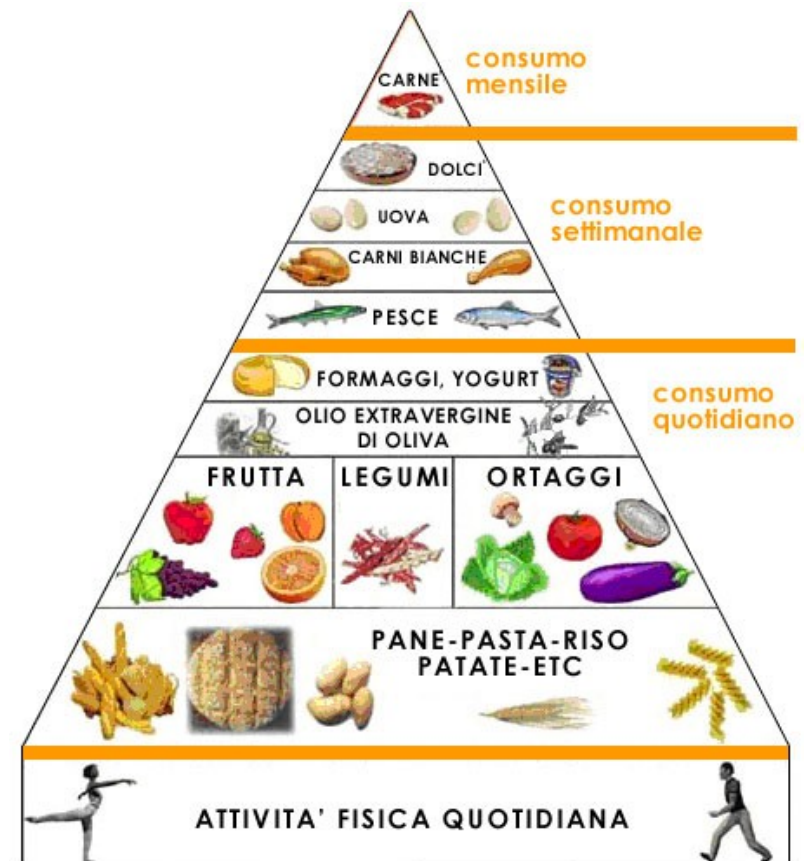 consumo
mensile
CARNE
DOLCI
UOVA
consumo
settimanale
CARNI BIANCHE
PESCE
FORMAGGI, YOGURT
consumo
quotidiano
OLIO EXTRAVERGINE
DI OLIVA
FRUTTA
LEGUMI
ORTAGGI
PANE-PASTA-RISO
PATATE-ETC
ATTIVITA' FISICA QUOTIDIANA